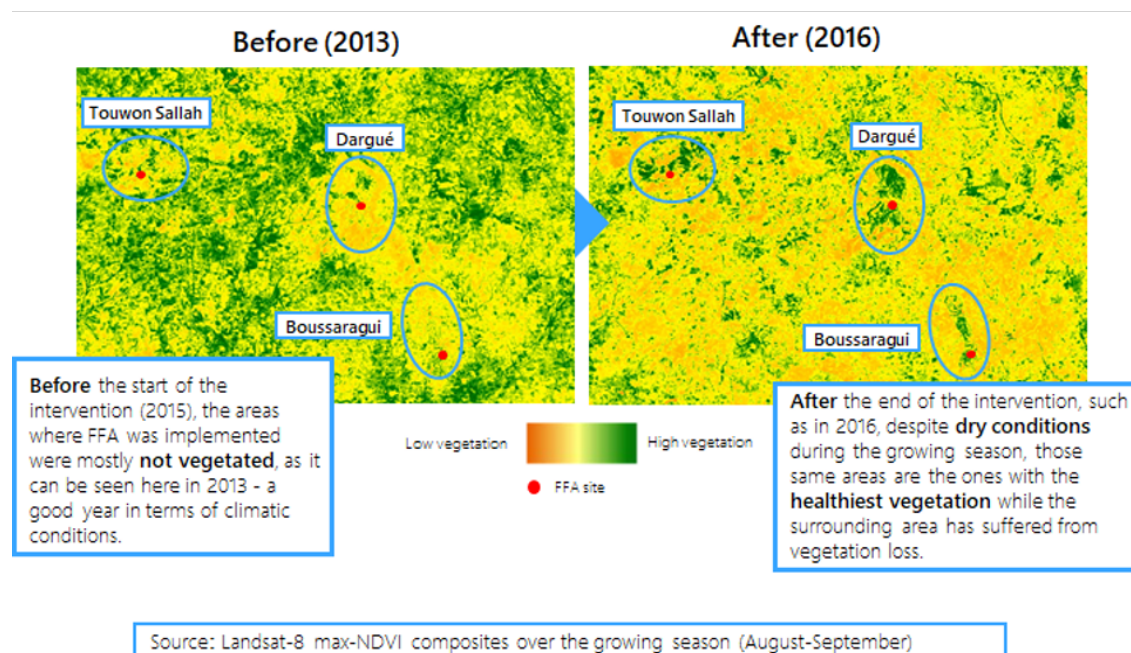 Before (2013)
After (2016)
Touwon Sallah
Dargué
Boussaragui
Touwon Sallah
Dargué
Boussaragui
Before the start of the
intervention (2015), the areas
where FFA was implemented
were mostly not vegetated, as it
can be seen here in 2013 - a
good year in terms of climatic
conditions.
Low vegetation
High vegetation
FFA site
After the end of the intervention, such
as in 2016, despite dry conditions
during the growing season, those
same areas are the ones with the
healthiest vegetation while the
surrounding area has suffered from
vegetation loss.
Source: Landsat-8 max-NDVI composites over the growing season (August-September)